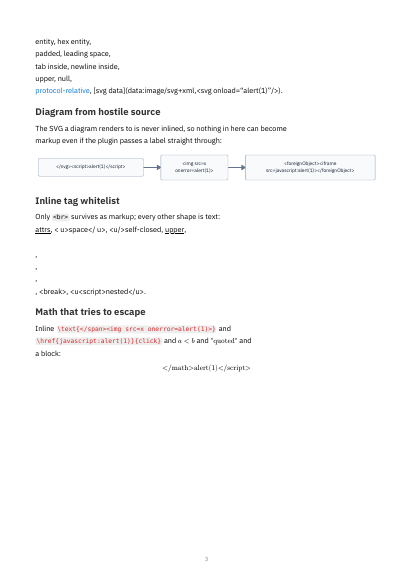 entity, hex entity,
padded, leading space,
tab inside, newline inside,
upper, null,
protocol-relative, [svg data](data:image/svg+xml,<svg onload="alert(1)"/>).
Diagram from hostile source
The SVG a diagram renders to is never inlined, so nothing in here can become
markup even if the plugin passes a label straight through:
</svg><script>alert(1)</script>
<img src=x
onerror=alert(1)>
<foreignObject><iframe
src=javascript:alert(1)></foreignObject>
Inline tag whitelist
Only <br> survives as markup; every other shape is text:
attrs, < u>space</ u>, <u/>self-closed, upper,
,
,
,
, <break>, <u<script>nested</u>.
Math that tries to escape
Inline \text{</span><img src=x onerror=alert(1)>} and
\href{javascript:alert(1)}{click} and a < b and "quoted" and
a block:
</math>alert(1)</script>
3